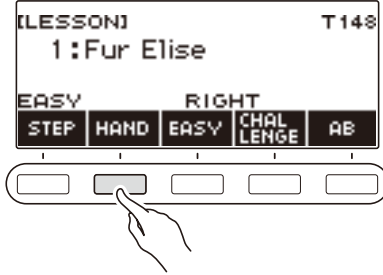 [LESSON] T148
1:Fur Elise
EASY RIGHT
STEP HAND EASY CHAL LENGE AB